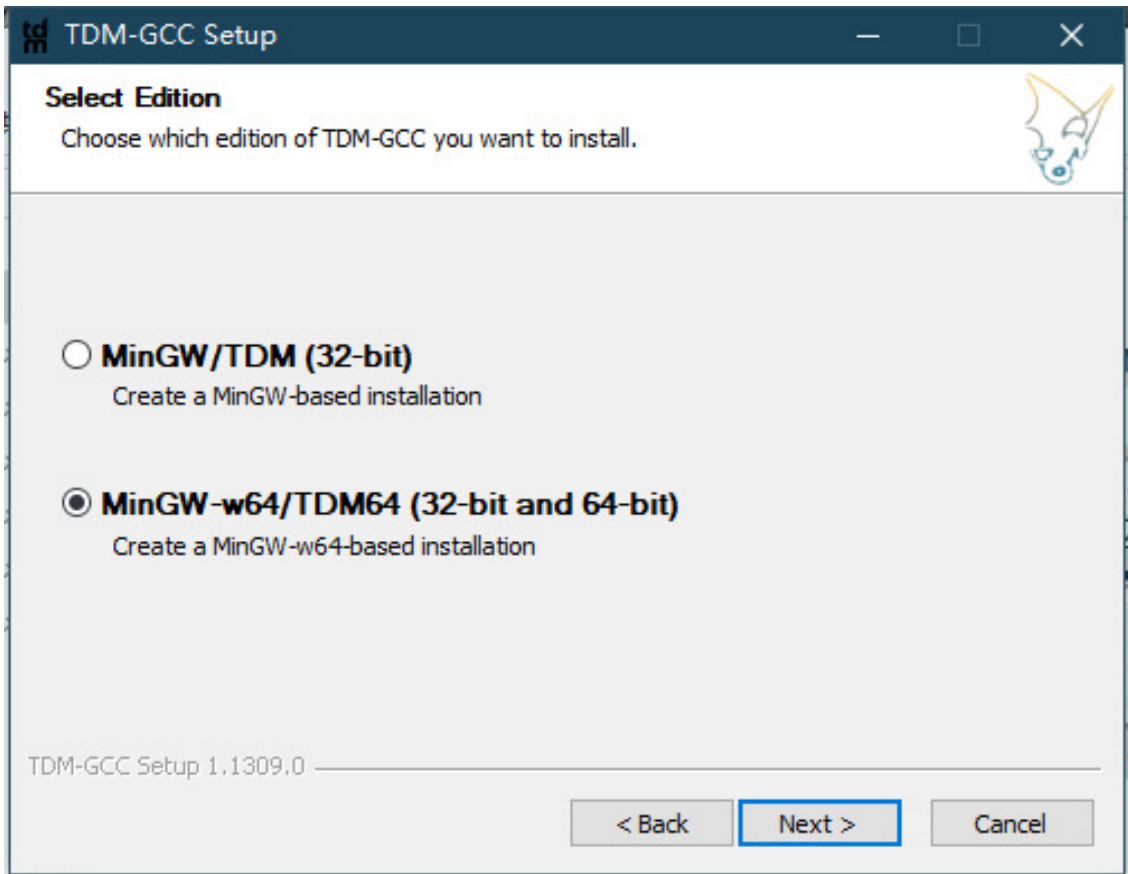 tdm TDM-GCC Setup
Select Edition
Choose which edition of TDM-GCC you want to install.
MinGW/TDM (32-bit)
Create a MinGW-based installation
MinGW-w64/TDM64 (32-bit and 64-bit)
Create a MinGW-w64-based installation
TDM-GCC Setup 1.1309.0
< Back Next > Cancel